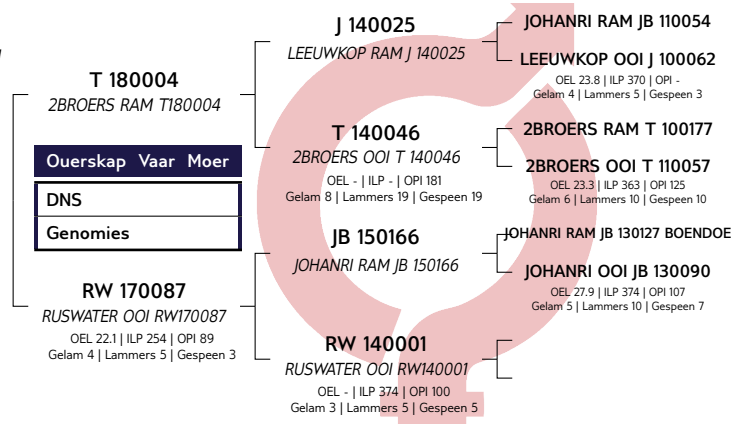 T 180004
2BROERS RAM T180004
Ouerskap Vaar Moer
DNS
Genomies
RW 170087
RUSWATER OOI RW170087
OEL 22.1 | ILP 254 | OPI 89
Gelam 4 | Lammers 5 | Gespeen 3
J 140025
LEEUWKOP RAM J 140025
T 140046
2BROERS OOI T 140046
OEL - | ILP - | OPI 181
Gelam 8 | Lammers 19 | Gespeen 19
JB 150166
JOHANRI RAM JB 150166
RW 140001
RUSWATER OOI RW140001
OEL - | ILP 374 | OPI 100
Gelam 3 | Lammers 5 | Gespeen 5
JOHANRI RAM JB 110054
LEEUWKOP OOI J 100062
OEL 23.8 | ILP 370 | OPI -
Gelam 4 | Lammers 5 | Gespeen 3
2BROERS RAM T 100177
2BROERS OOI T 110057
OEL 23.3 | ILP 363 | OPI 125
Gelam 6 | Lammers 10 | Gespeen 10
JOHANRI RAM JB 130127 BOENDOE
JOHANRI OOI JB 130090
OEL 27.9 | ILP 374 | OPI 107
Gelam 5 | Lammers 10 | Gespeen 7